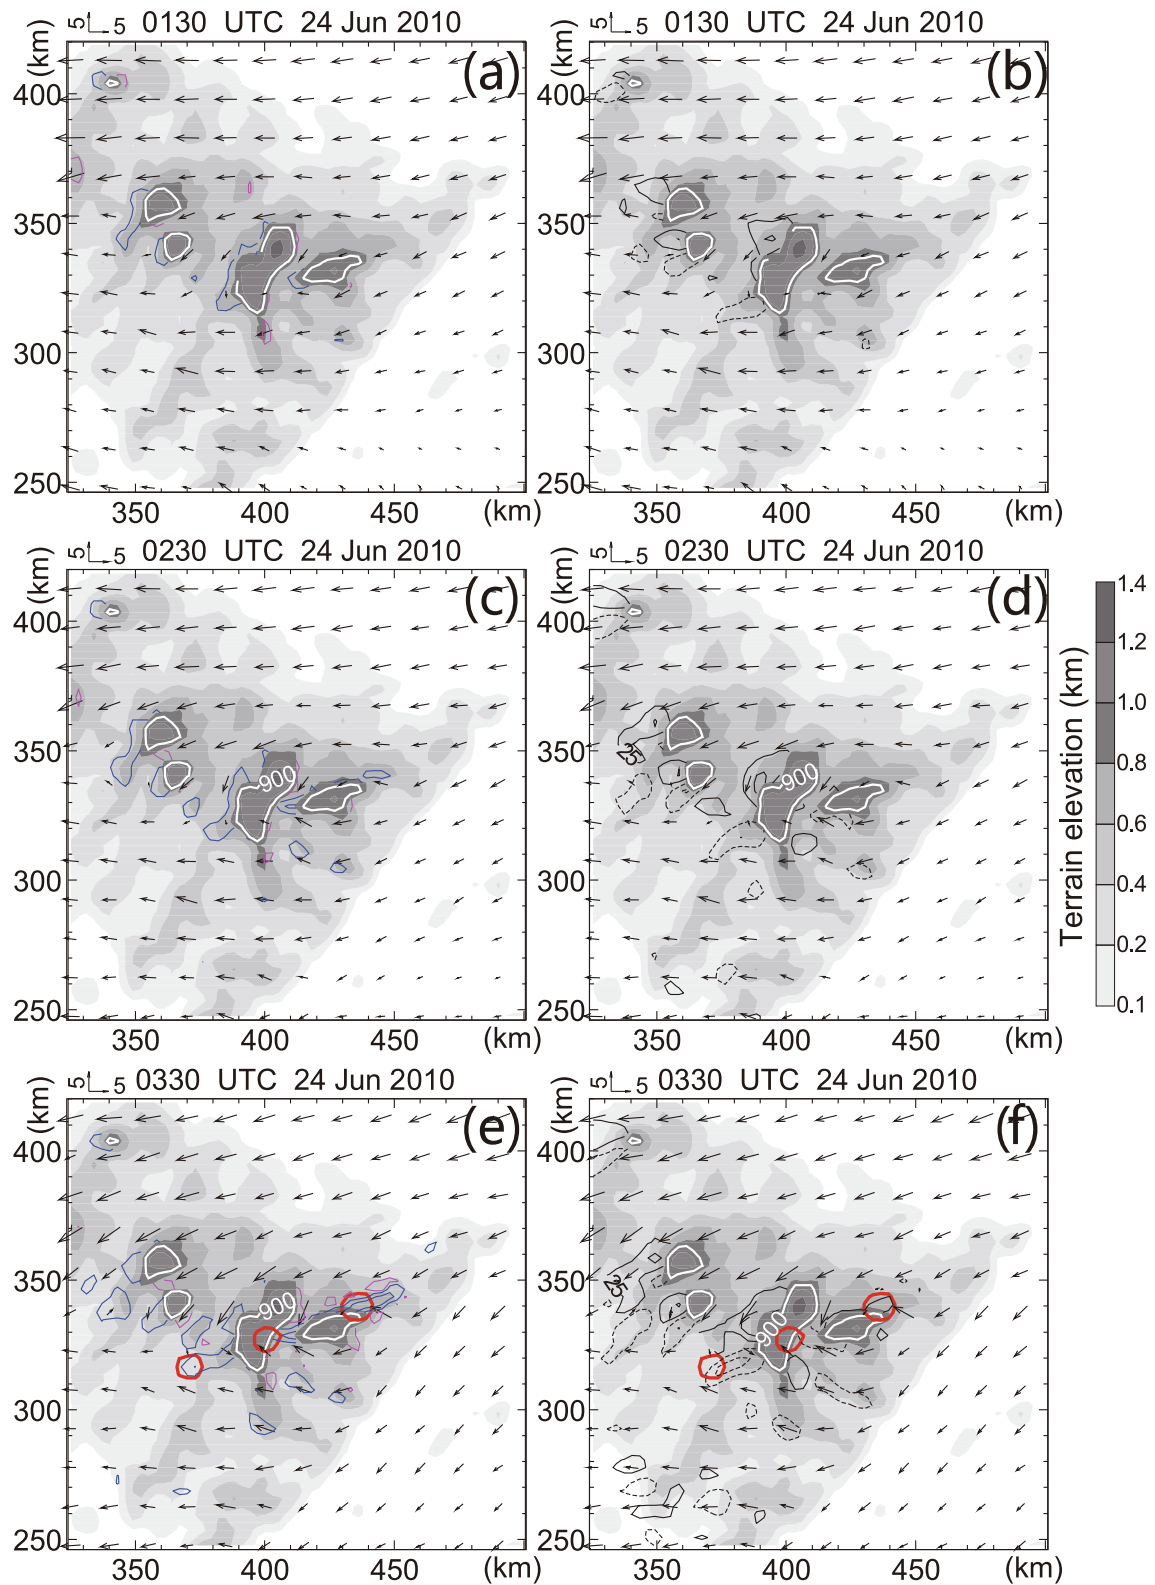 5 5 0130 UTC 24 Jun 2010
(km) (a)
400
350
300
250
350 400 450 (km)
5 5 0130 UTC 24 Jun 2010
(km) (b)
400
350
300
250
350 400 450 (km)
5 5 0230 UTC 24 Jun 2010
(km) (c)
400
350
900
300
250
350 400 450 (km)
5 5 0230 UTC 24 Jun 2010
(km) (d)
400
350
25
900
300
250
350 400 450 (km)
Terrain elevation (km)
1.4
1.2
1.0
0.8
0.6
0.4
0.2
0.1
5 5 0330 UTC 24 Jun 2010
(km) (e)
400
350
900
300
250
350 400 450 (km)
5 5 0330 UTC 24 Jun 2010
(km) (f)
400
350
25
900
300
250
350 400 450 (km)